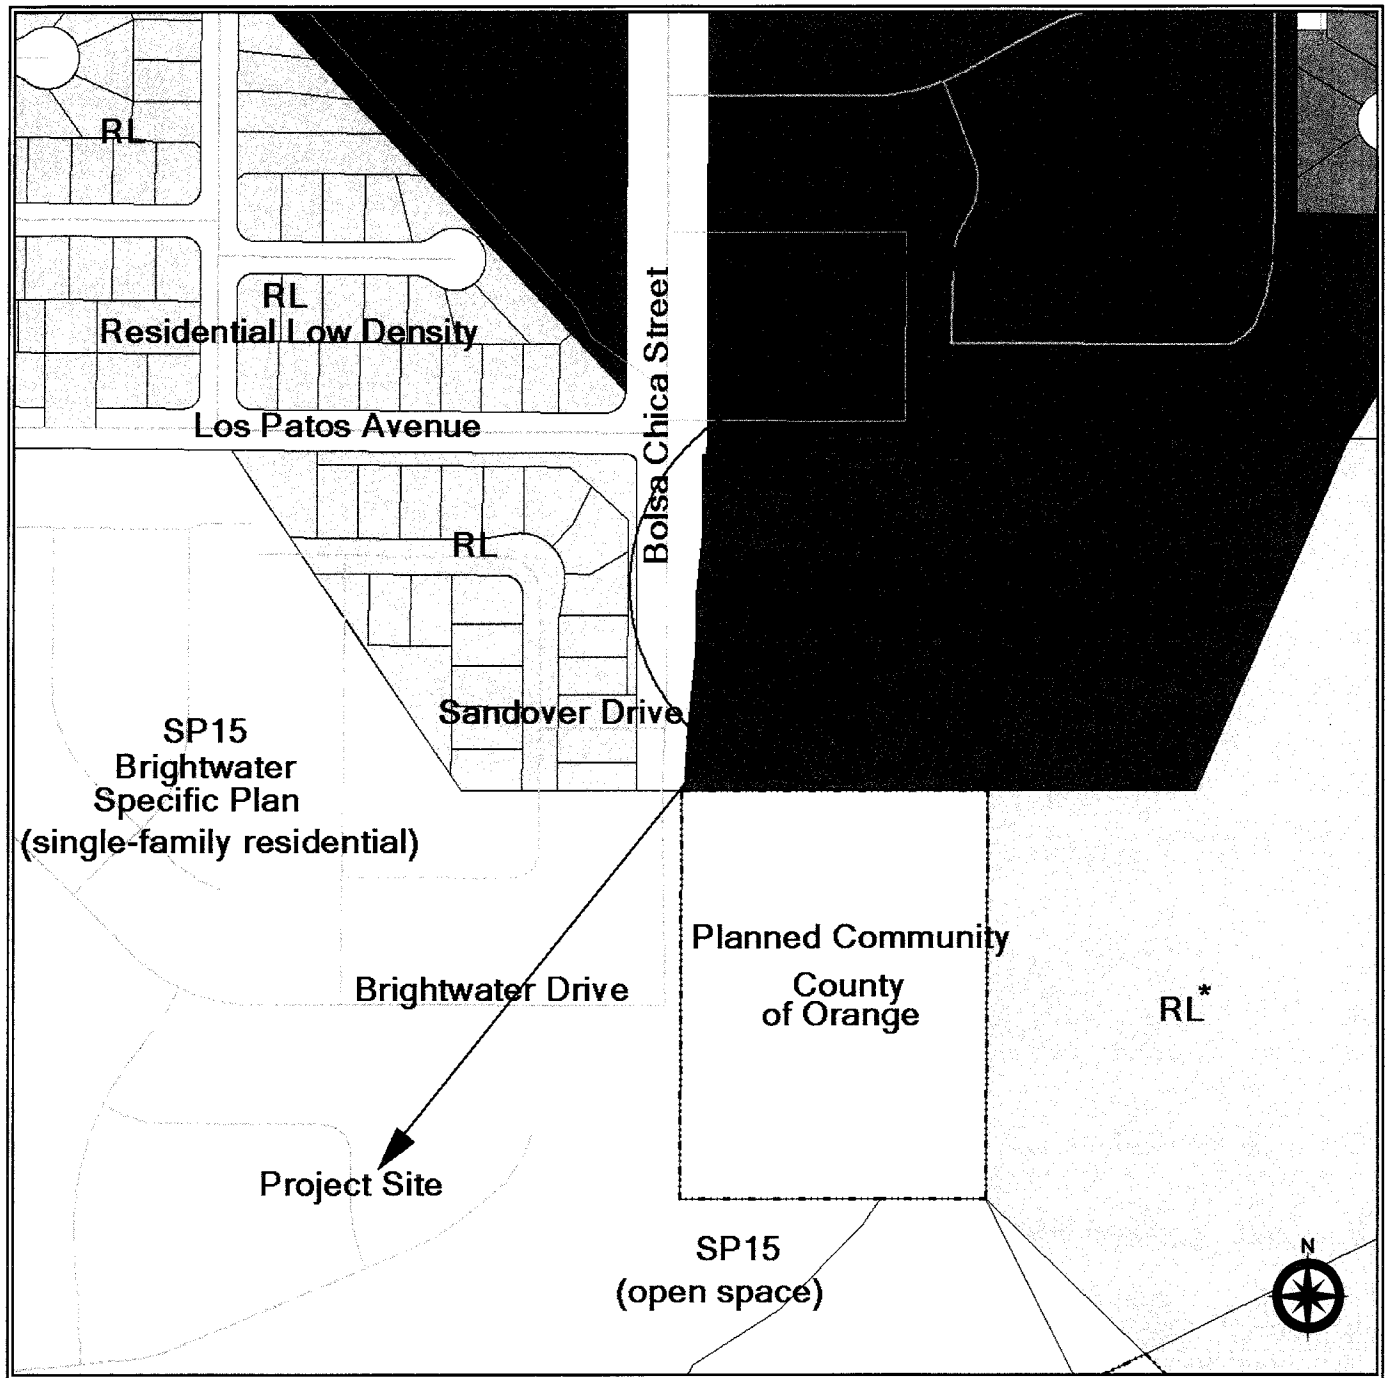 RL
RL
Residential Low Density
Los Patos Avenue
Bolsa Chica Street
RL
Sandover Drive
SP15
Brightwater
Specific Plan
(single-family residential)
Planned Community
County
of Orange
RL*
Brightwater Drive
Project Site
SP15
(open space)
N